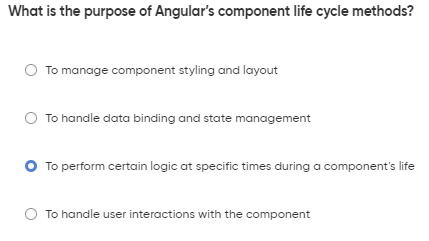 What is the purpose of Angular's component life cycle methods?
To manage component styling and layout
To handle data binding and state management
To perform certain logic at specific times during a component's life
To handle user interactions with the component